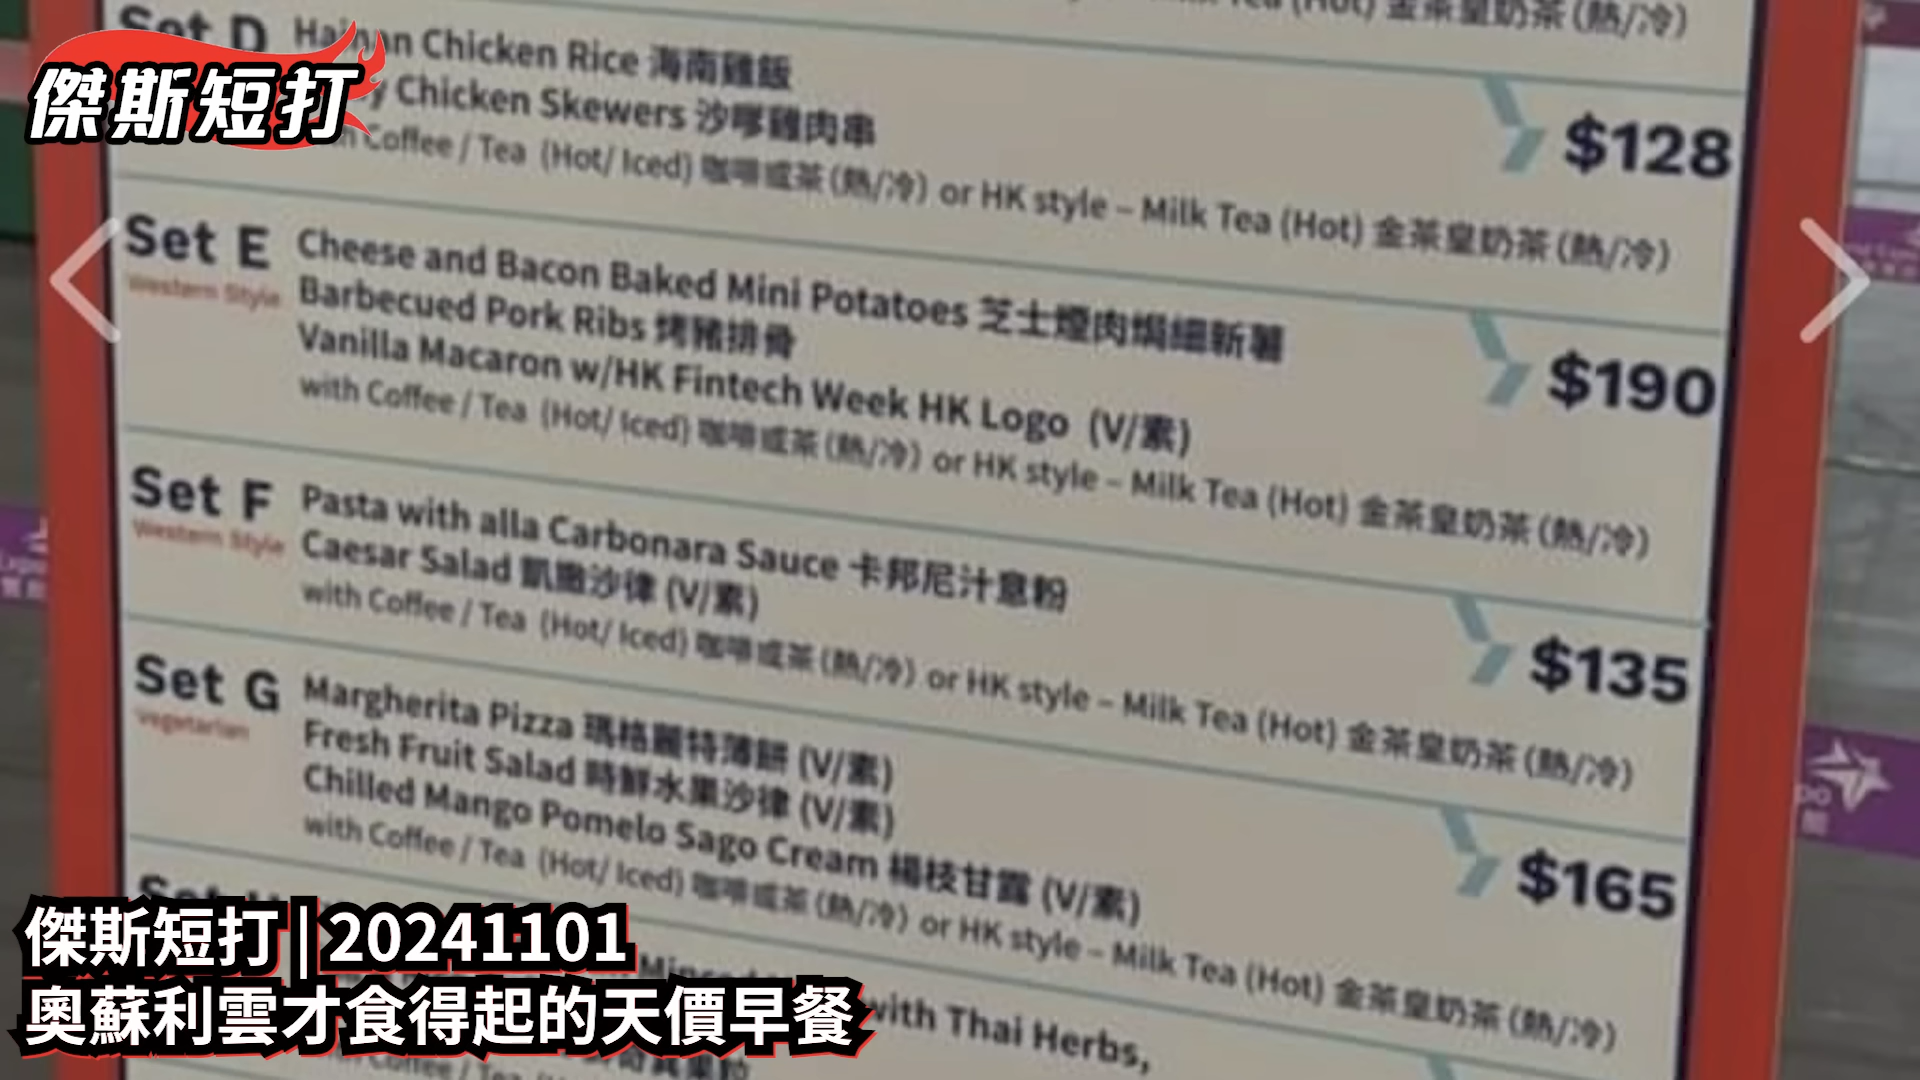 Tea (Hot) 金茶皇奶茶 (熱/冷)
Set D
Hainan Chicken Rice 海南雞飯
Chicken Skewers 沙嗲雞肉串
Coffee / Tea (Hot/ Iced) 咖啡或茶 (熱/冷) or HK style – Milk Tea (Hot) 金茶皇奶茶 (熱/冷)
$128
傑斯短打
Set E
Western Style
Cheese and Bacon Baked Mini Potatoes 芝士煙肉焗細新薯
Barbecued Pork Ribs 烤豬排骨
Vanilla Macaron w/HK Fintech Week HK Logo (V/素)
with Coffee / Tea (Hot/ Iced) 咖啡或茶 (熱/冷) or HK style – Milk Tea (Hot) 金茶皇奶茶 (熱/冷)
$190
Set F
Western Style
Pasta with alla Carbonara Sauce 卡邦尼汁意粉
Caesar Salad 凱撒沙律 (V/素)
with Coffee / Tea (Hot/ Iced) 咖啡或茶 (熱/冷) or HK style – Milk Tea (Hot) 金茶皇奶茶 (熱/冷)
$135
Set G
Vegetarian
Margherita Pizza 瑪格麗特薄餅 (V/素)
Fresh Fruit Salad 時鮮水果沙律 (V/素)
Chilled Mango Pomelo Sago Cream 楊枝甘露 (V/素)
with Coffee / Tea (Hot/ Iced) 咖啡或茶 (熱/冷) or HK style – Milk Tea (Hot) 金茶皇奶茶 (熱/冷)
$165
with Thai Herbs,
傑斯短打 | 20241101
奧蘇利雲才食得起的天價早餐